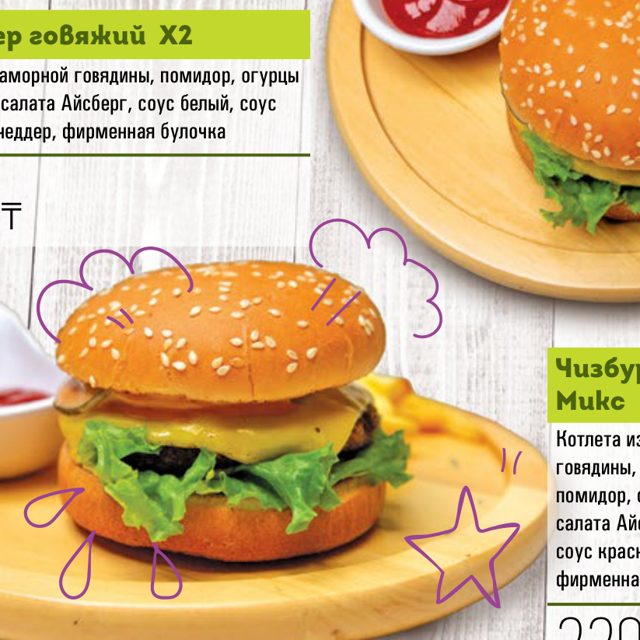 ер говяжий X2
аморной говядины, помидор, огурцы
салата Айсберг, соус белый, соус
чеддер, фирменная булочка
₸
Чизбур
Микс
Котлета из
говядины,
помидор, о
салата Айс
соус красн
фирменна
220